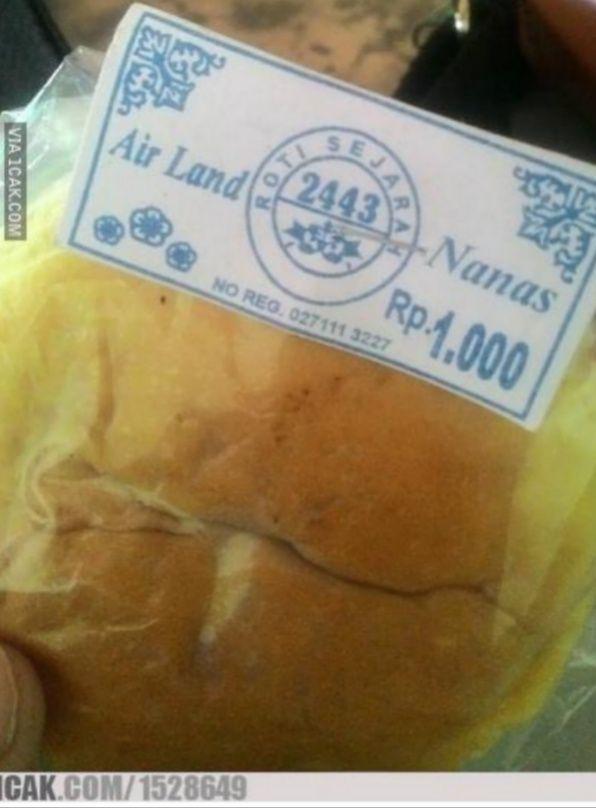 VIA 1CAK.COM
Air Land
ROTI SEJARAH
2443
Nanas
NO REG. 027111 3227
Rp.1.000
1CAK.COM/1528649